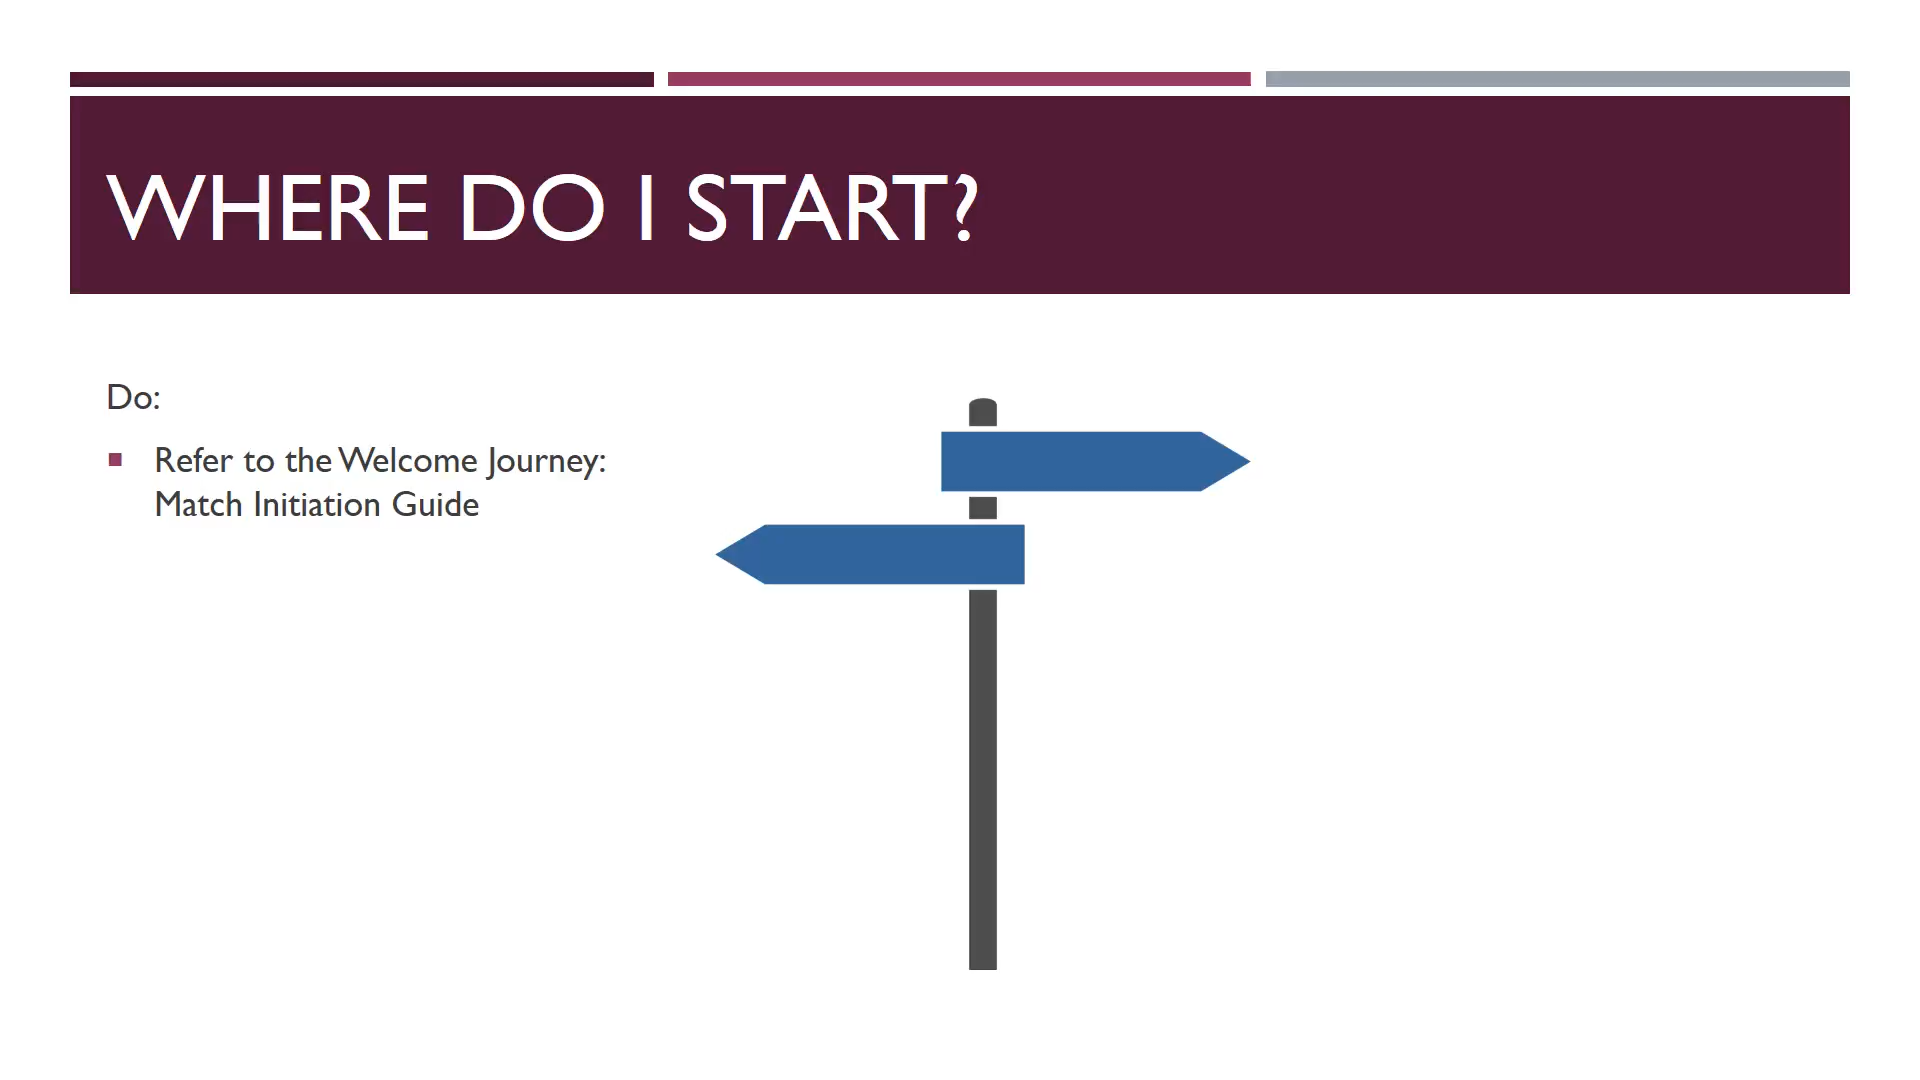 WHERE DO I START?
Do:
Refer to the Welcome Journey:
Match Initiation Guide